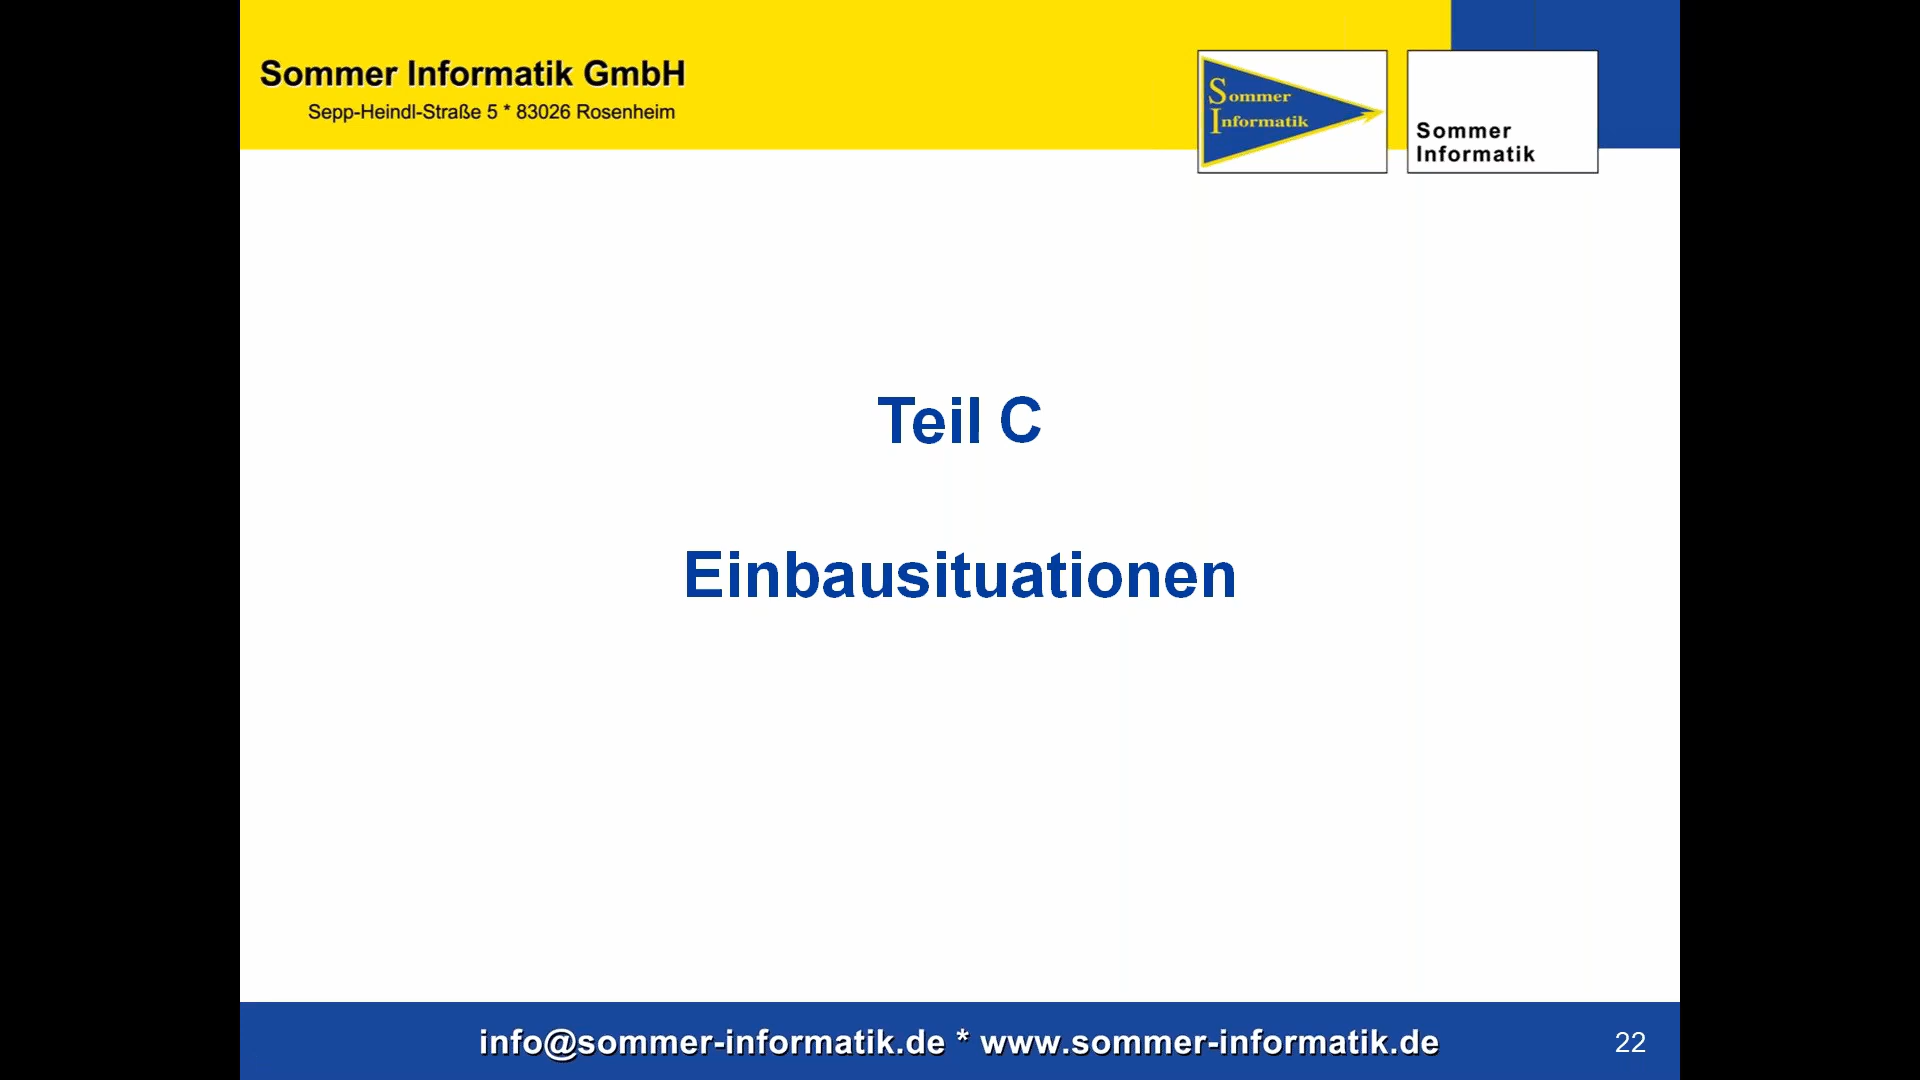 Sommer Informatik GmbH
Sepp-Heindl-Straße 5 * 83026 Rosenheim
Sommer
Informatik
Sommer
Informatik
Teil C
Einbausituationen
info@sommer-informatik.de * www.sommer-informatik.de
22